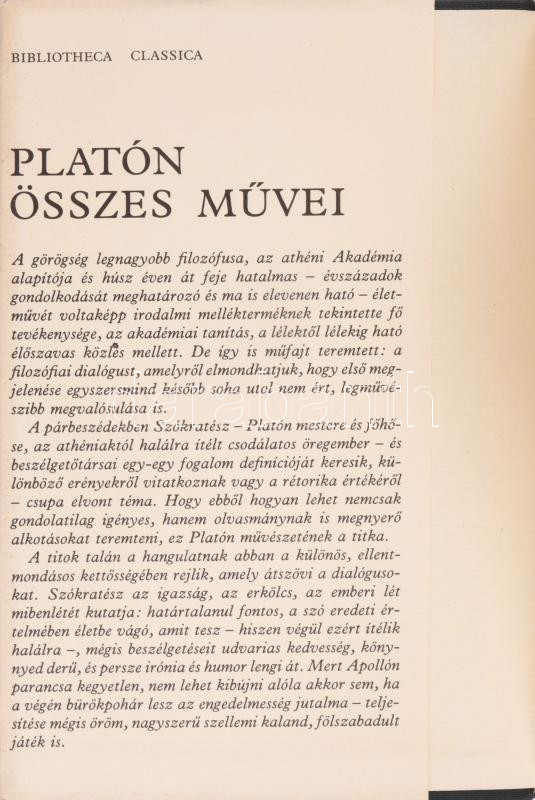 BIBLIOTHECA CLASSICA
PLATÓN
ÖSSZES MŰVEI
A görögség legnagyobb filozófusa, az athéni Akadémia
alapítója és húsz éven át feje hatalmas – évszázadok
gondolkodását meghatározó és ma is elevenen ható – élet-
művét voltaképp irodalmi mellékterméknek tekintette fő
tevékenysége, az akadémiai tanítás, a lélektől lélekig ható
élőszavas közlés mellett. De így is műfajt teremtett: a
filozófiai dialógust, amelyről elmondhatjuk, hogy első meg-
jelenése egyszersmind később soha utol nem ért, legművé-
szibb megvalósulása is.
A párbeszédekben Szókratész – Platón mestere és főhő-
se, az athéniaktól halálra ítélt csodálatos öregember – és
beszélgetőtársai egy-egy fogalom definícióját keresik, kü-
lönböző erényekről vitatkoznak vagy a rétorika értékéről
– csupa elvont téma. Hogy ebből hogyan lehet nemcsak
gondolatilag igényes, hanem olvasmánynak is megnyerő
alkotásokat teremteni, ez Platón művészetének a titka.
A titok talán a hangulatnak abban a különös, ellent-
mondásos kettősségében rejlik, amely átszövi a dialóguso-
kat. Szókratész az igazság, az erkölcs, az emberi lét
mibenlétét kutatja: határtalanul fontos, a szó eredeti ér-
telmében életbe vágó, amit tesz – hiszen végül ezért ítélik
halálra –, mégis beszélgetéseit udvarias kedvesség, köny-
nyed derű, és persze irónia és humor lengi át. Mert Apollón
parancsa kegyetlen, nem lehet kibújni alóla akkor sem, ha
a végén bürökpohár lesz az engedelmesség jutalma – telje-
sítése mégis öröm, nagyszerű szellemi kaland, fölszabadult
játék is.